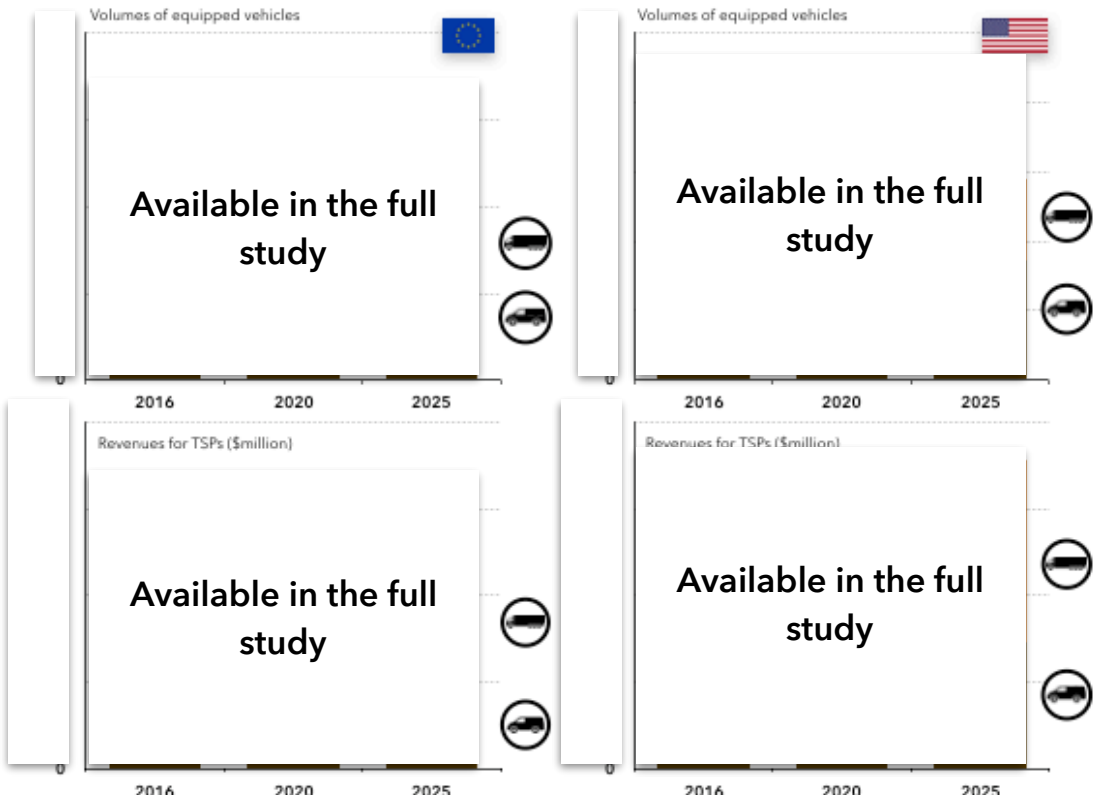 Volumes of equipped vehicles
Available in the full
study
0
2016 2020 2025
Volumes of equipped vehicles
Available in the full
study
0
2016 2020 2025
Revenues for TSPs ($million)
Available in the full
study
0
2016 2020 2025
Revenues for TSPs ($million)
Available in the full
study
0
2016 2020 2025